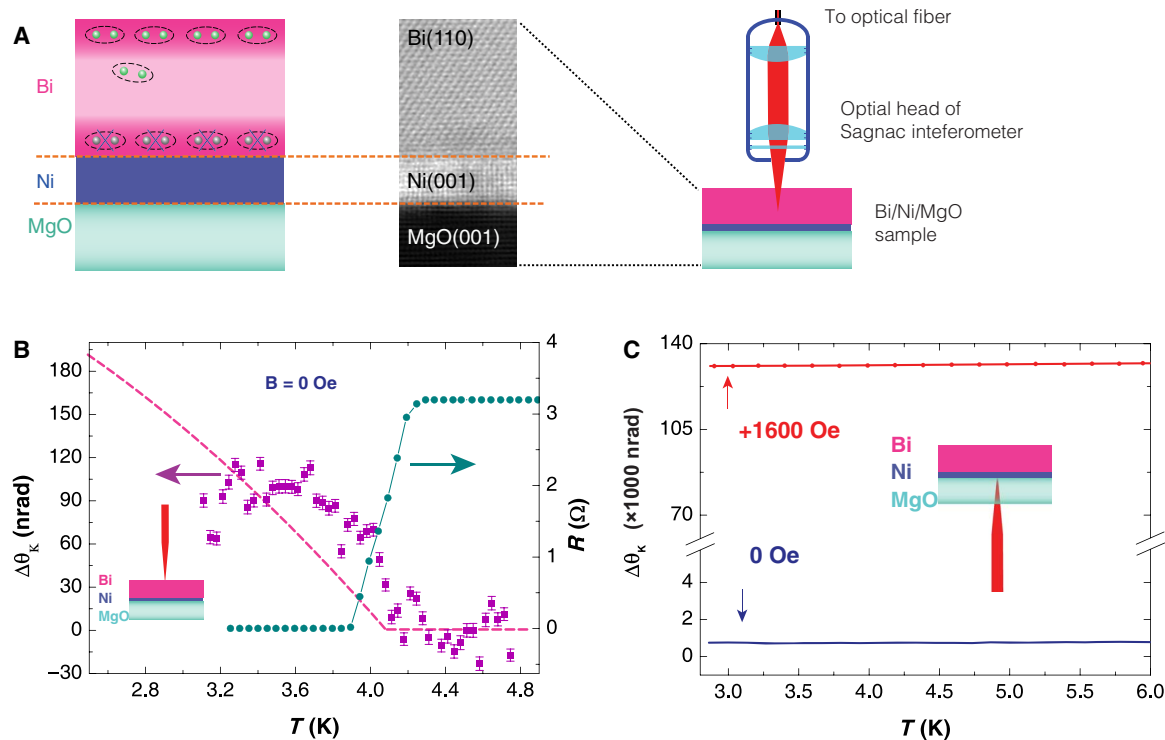 A
Bi
Ni
MgO
Bi(110)
Ni(001)
MgO(001)
To optical fiber
Optial head of
Sagnac inteferometer
Bi/Ni/MgO
sample
B
B = 0 Oe
ΔθK (nrad)
180
150
120
90
60
30
0
−30
4
3
2
1
0
R (Ω)
Bi
Ni
MgO
2.8 3.2 3.6 4.0 4.4 4.8
T (K)
C
Δθκ (×1000 nrad)
140
105
70
4
2
0
+1600 Oe
Bi
Ni
MgO
0 Oe
3.0 3.5 4.0 4.5 5.0 5.5 6.0
T (K)